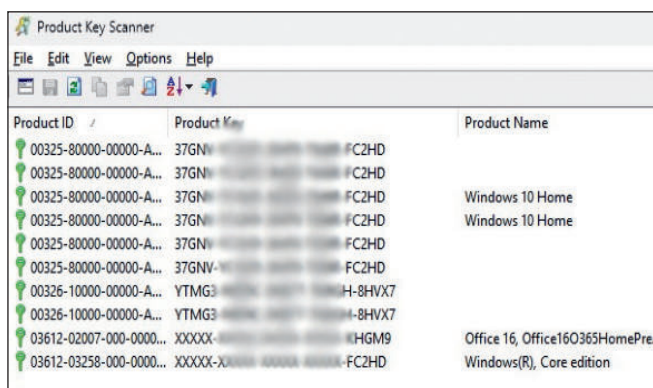 Product Key Scanner
File Edit View Options Help
Product ID / Product Key Product Name
00325-80000-00000-A... 37GNV FC2HD
00325-80000-00000-A... 37GN FC2HD
00325-80000-00000-A... 37GN FC2HD Windows 10 Home
00325-80000-00000-A... 37GN FC2HD Windows 10 Home
00325-80000-00000-A... 37GNV FC2HD
00325-80000-00000-A... 37GNV- -FC2HD
00326-10000-00000-A... YTMG3 H-8HVX7
00326-10000-00000-A... YTMG3 -8HVX7
03612-02007-000-0000... XXXXX- KHGM9 Office 16, Office16O365HomePre
03612-03258-000-0000... XXXXX- -FC2HD Windows(R), Core edition